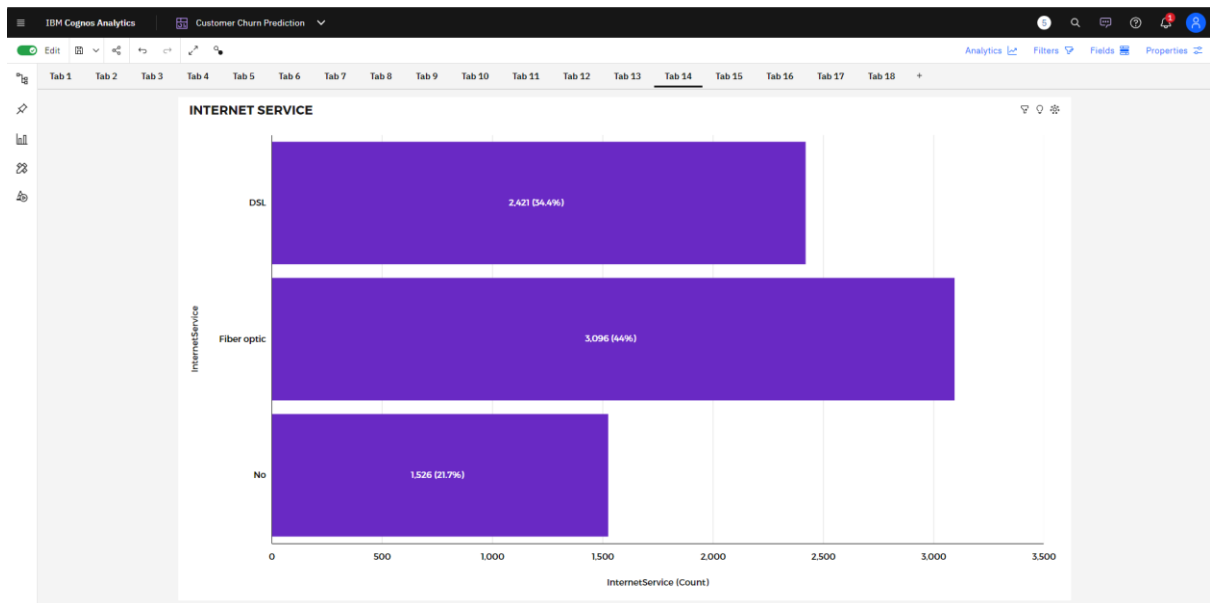 IBM Cognos Analytics Customer Churn Prediction 5
Edit Analytics Filters Fields Properties
Tab 1 Tab 2 Tab 3 Tab 4 Tab 5 Tab 6 Tab 7 Tab 8 Tab 9 Tab 10 Tab 11 Tab 12 Tab 13 Tab 14 Tab 15 Tab 16 Tab 17 Tab 18 +
INTERNET SERVICE
DSL 2,421 (34.4%)
InternetService
Fiber optic 3,096 (44%)
No 1,526 (21.7%)
0 500 1,000 1,500 2,000 2,500 3,000 3,500
InternetService (Count)